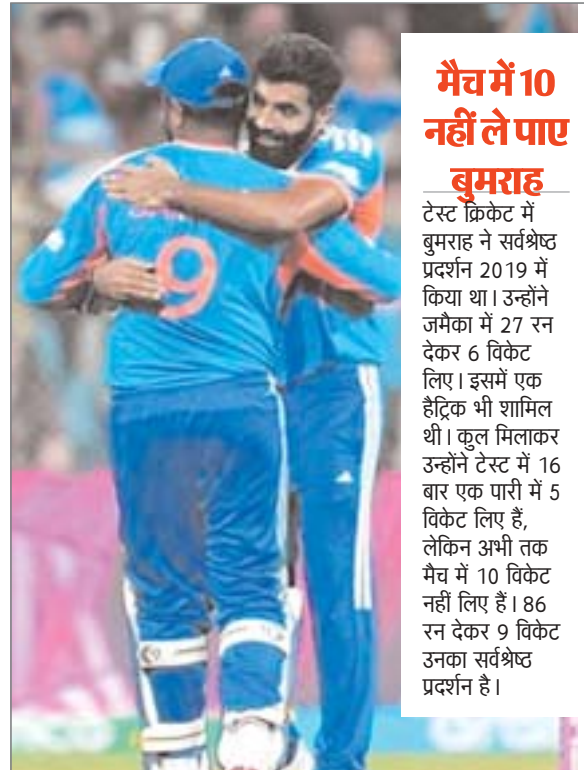 मैच में 10
नहीं ले पाए
बुमराह
टेस्ट क्रिकेट में
बुमराह ने सर्वश्रेष्ठ
प्रदर्शन 2019 में
किया था। उन्होंने
जमैका में 27 रन
देकर 6 विकेट
लिए। इसमें एक
हैट्रिक भी शामिल
थी। कुल मिलाकर
उन्होंने टेस्ट में 16
बार एक पारी में 5
विकेट लिए हैं,
लेकिन अभी तक
मैच में 10 विकेट
नहीं लिए हैं। 86
रन देकर 9 विकेट
उनका सर्वश्रेष्ठ
प्रदर्शन है।
9